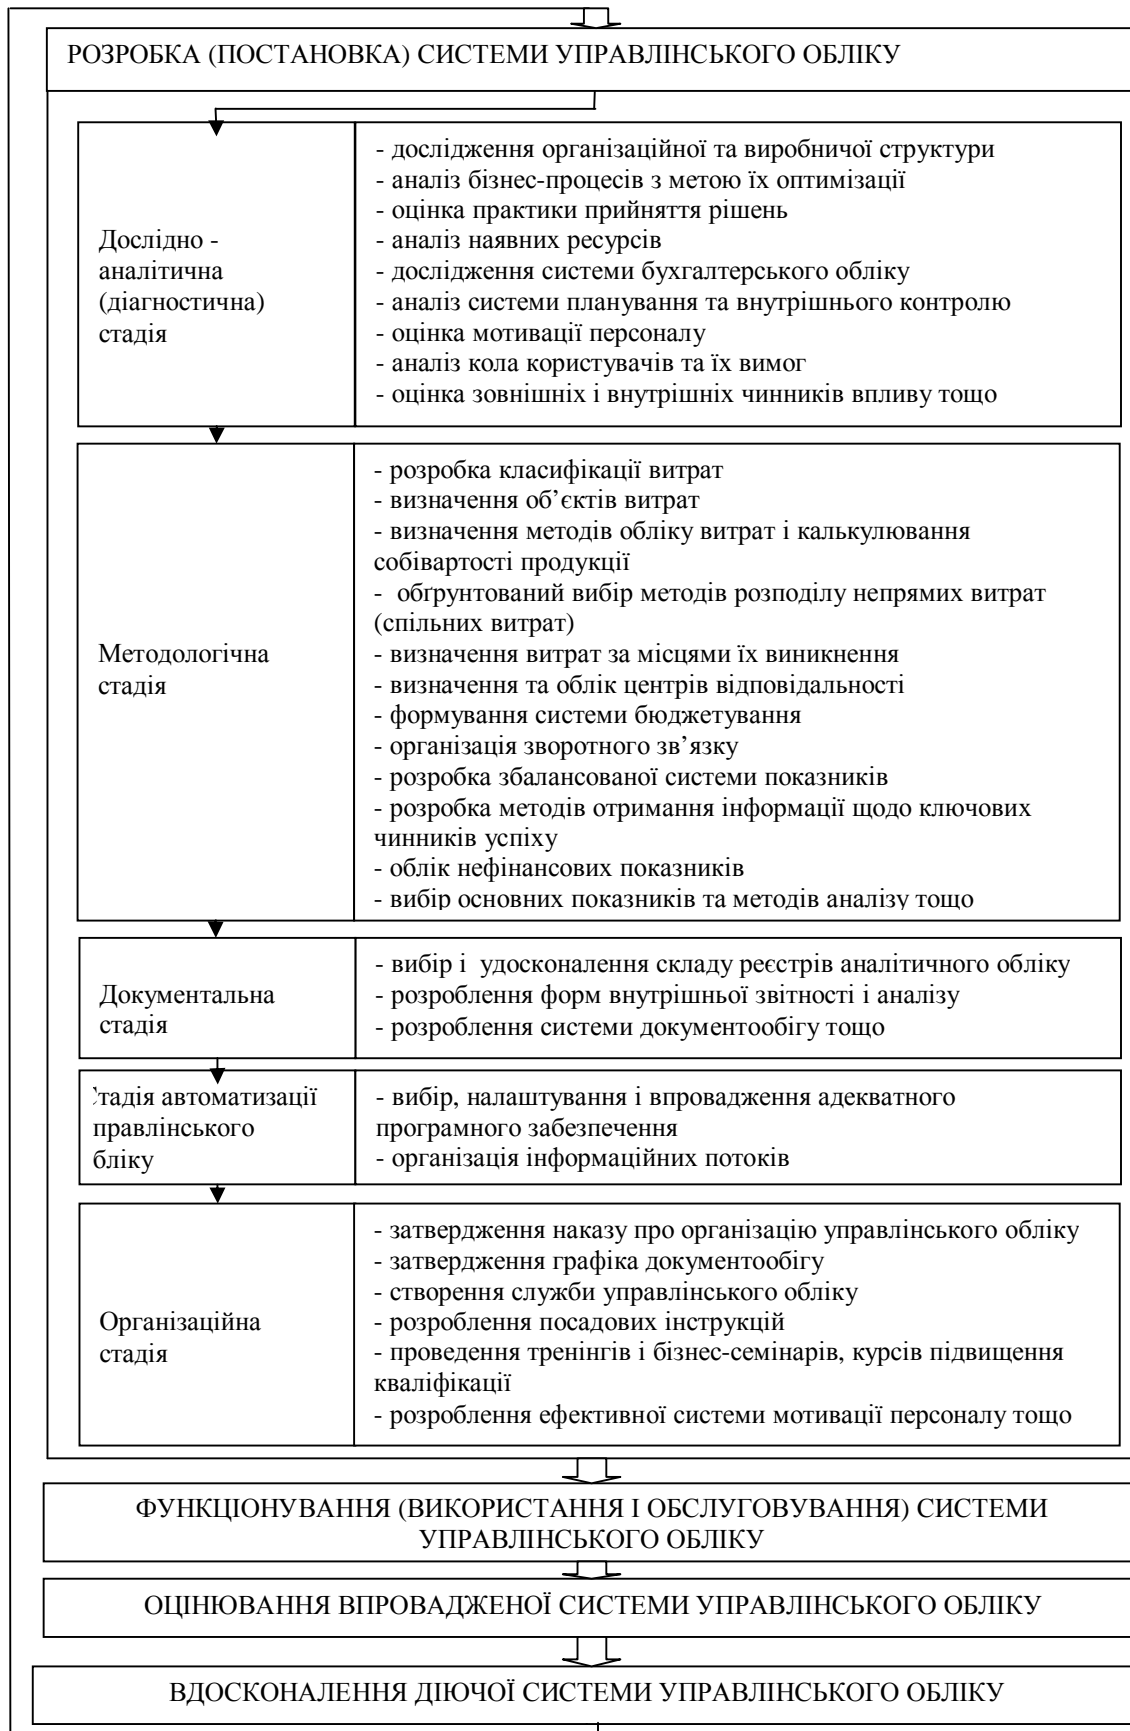 РОЗРОБКА (ПОСТАНОВКА) СИСТЕМИ УПРАВЛІНСЬКОГО ОБЛІКУ
Дослідно -
аналітична
(діагностична)
стадія
- дослідження організаційної та виробничої структури
- аналіз бізнес-процесів з метою їх оптимізації
- оцінка практики прийняття рішень
- аналіз наявних ресурсів
- дослідження системи бухгалтерського обліку
- аналіз системи планування та внутрішнього контролю
- оцінка мотивації персоналу
- аналіз кола користувачів та їх вимог
- оцінка зовнішніх і внутрішніх чинників впливу тощо
Методологічна
стадія
- розробка класифікації витрат
- визначення об’єктів витрат
- визначення методів обліку витрат і калькулювання
собівартості продукції
- обґрунтований вибір методів розподілу непрямих витрат
(спільних витрат)
- визначення витрат за місцями їх виникнення
- визначення та облік центрів відповідальності
- формування системи бюджетування
- організація зворотного зв’язку
- розробка збалансованої системи показників
- розробка методів отримання інформації щодо ключових
чинників успіху
- облік нефінансових показників
- вибір основних показників та методів аналізу тощо
Документальна
стадія
- вибір і удосконалення складу реєстрів аналітичного обліку
- розроблення форм внутрішньої звітності і аналізу
- розроблення системи документообігу тощо
тадія автоматизації
правлінського
бліку
- вибір, налаштування і впровадження адекватного
програмного забезпечення
- організація інформаційних потоків
Організаційна
стадія
- затвердження наказу про організацію управлінського обліку
- затвердження графіка документообігу
- створення служби управлінського обліку
- розроблення посадових інструкцій
- проведення тренінгів і бізнес-семінарів, курсів підвищення
кваліфікації
- розроблення ефективної системи мотивації персоналу тощо
ФУНКЦІОНУВАННЯ (ВИКОРИСТАННЯ І ОБСЛУГОВУВАННЯ) СИСТЕМИ
УПРАВЛІНСЬКОГО ОБЛІКУ
ОЦІНЮВАННЯ ВПРОВАДЖЕНОЇ СИСТЕМИ УПРАВЛІНСЬКОГО ОБЛІКУ
ВДОСКОНАЛЕННЯ ДІЮЧОЇ СИСТЕМИ УПРАВЛІНСЬКОГО ОБЛІКУ